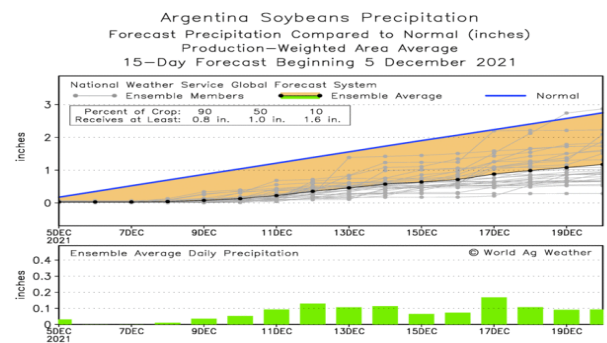 Argentina Soybeans Precipitation
Forecast Precipitation Compared to Normal (inches)
Production-Weighted Area Average
15-Day Forecast Beginning 5 December 2021
National Weather Service Global Forecast System
Ensemble Members Ensemble Average Normal
Percent of Crop: 90 50 10
Receives at Least: 0.8 in. 1.0 in. 1.6 in.
3
2
1
0
inches
5DEC 7DEC 9DEC 11DEC 13DEC 15DEC 17DEC 19DEC
2021
Ensemble Average Daily Precipitation © World Ag Weather
0.4
0.3
0.2
0.1
0
inches
5DEC 7DEC 9DEC 11DEC 13DEC 15DEC 17DEC 19DEC
2021